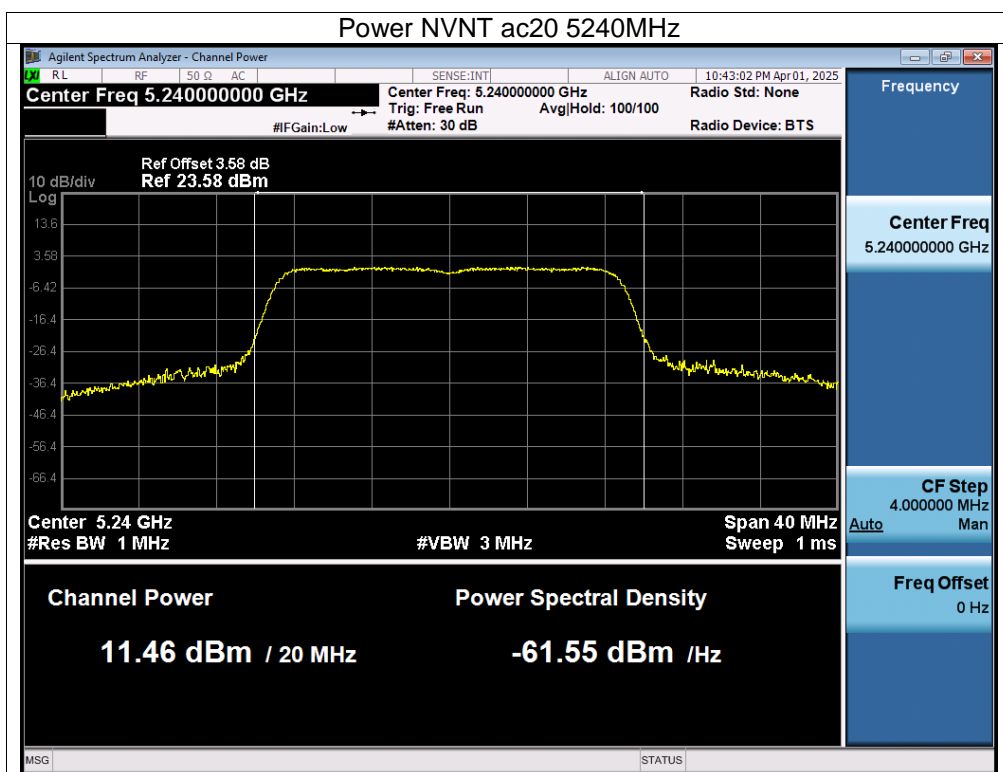 Power NVNT ac20 5240MHz
Agilent Spectrum Analyzer - Channel Power
LXI RL RF 50 Ω AC SENSE:INT ALIGN AUTO 10:43:02 PM Apr 01, 2025
Center Freq 5.240000000 GHz
Center Freq: 5.240000000 GHz
Radio Std: None
Trig: Free Run Avg|Hold: 100/100
#IFGain:Low
#Atten: 30 dB
Radio Device: BTS
Ref Offset 3.58 dB
10 dB/div Ref 23.58 dBm
Log
13.6
3.58
-6.42
-16.4
-26.4
-36.4
-46.4
-56.4
-66.4
Center 5.24 GHz Span 40 MHz
#Res BW 1 MHz #VBW 3 MHz Sweep 1 ms
Channel Power
Power Spectral Density
11.46 dBm / 20 MHz
-61.55 dBm /Hz
Frequency
Center Freq
5.240000000 GHz
CF Step
4.000000 MHz
Auto Man
Freq Offset
0 Hz
MSG STATUS